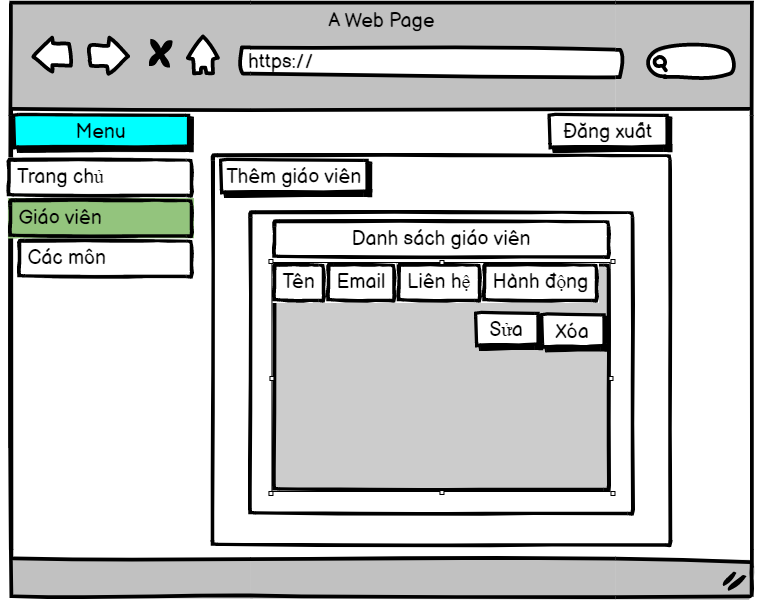 A Web Page
https://
Menu
Đăng xuất
Trang chủ
Thêm giáo viên
Giáo viên
Các môn
Danh sách giáo viên
Tên Email Liên hệ Hành động
Sửa Xóa